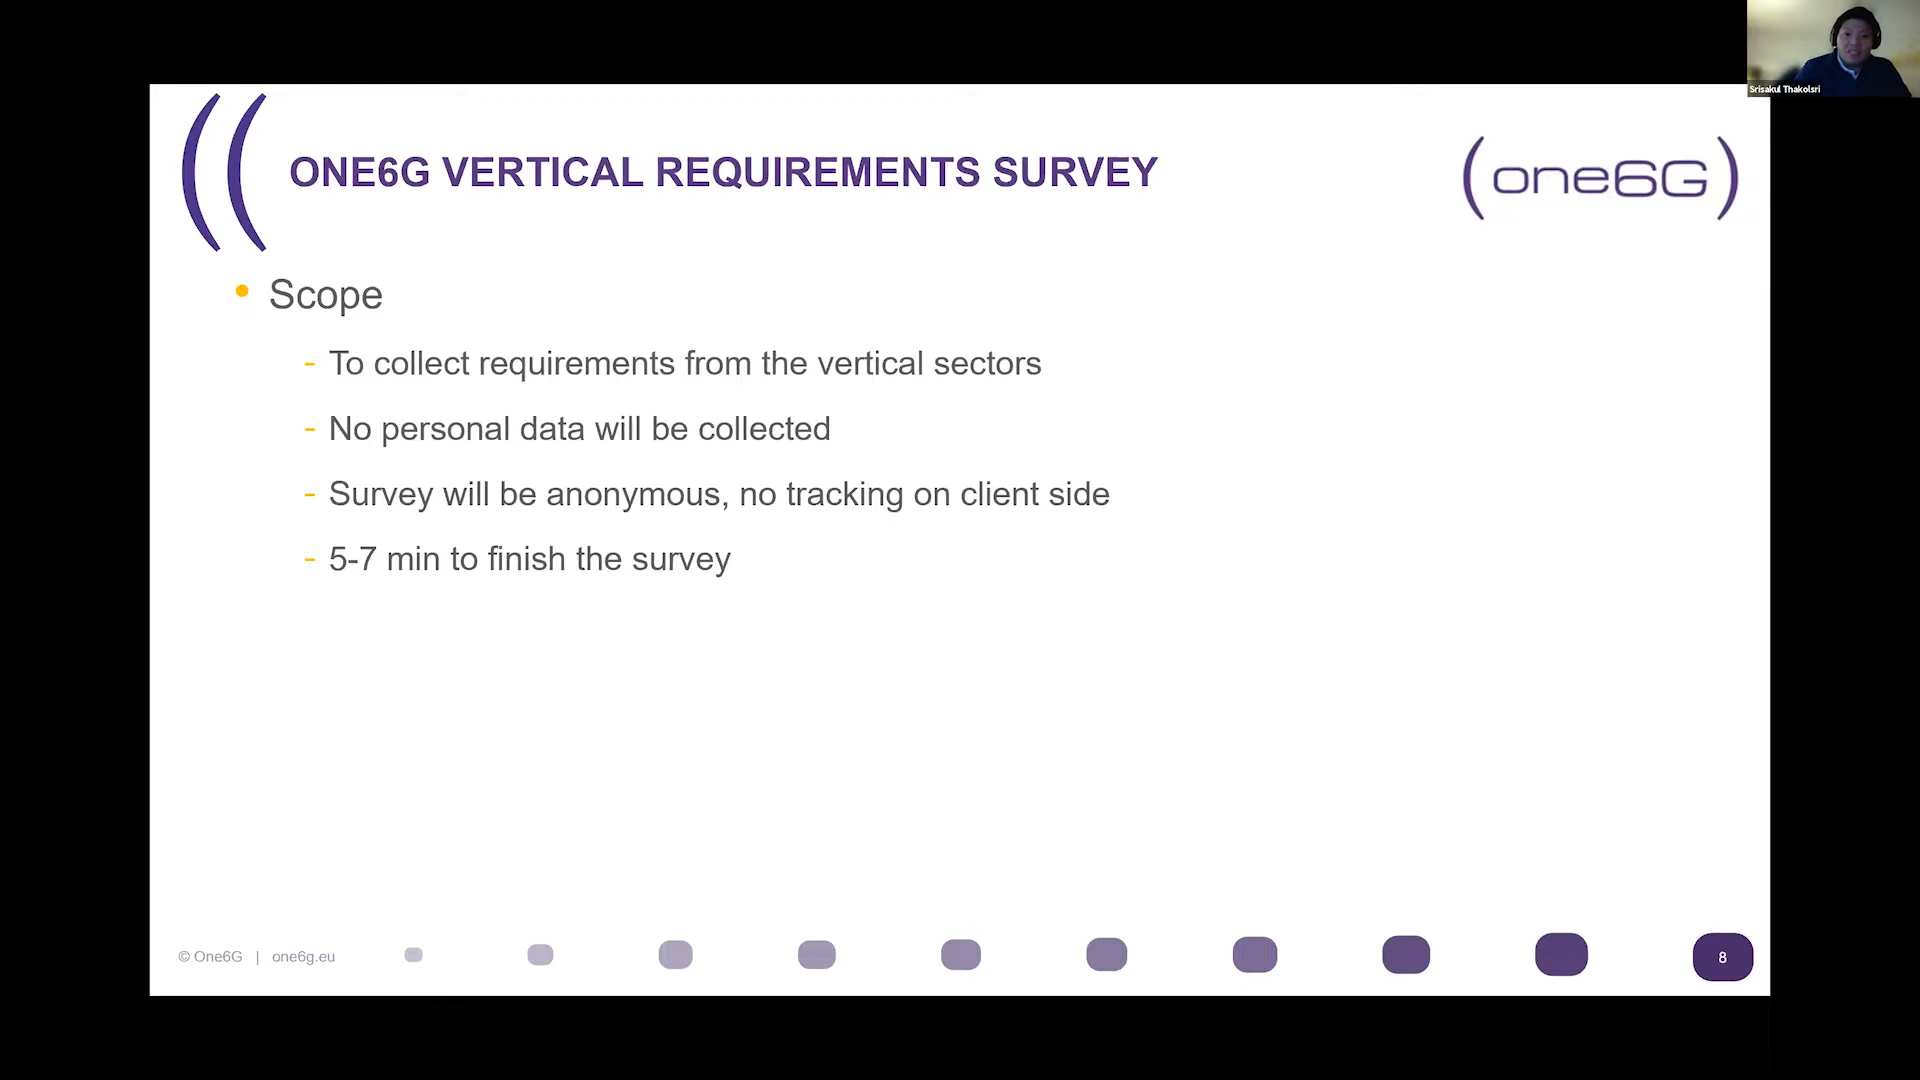 Srisakul Thakolsri
ONE6G VERTICAL REQUIREMENTS SURVEY
(one6G)
• Scope
- To collect requirements from the vertical sectors
- No personal data will be collected
- Survey will be anonymous, no tracking on client side
- 5-7 min to finish the survey
© One6G | one6g.eu
8